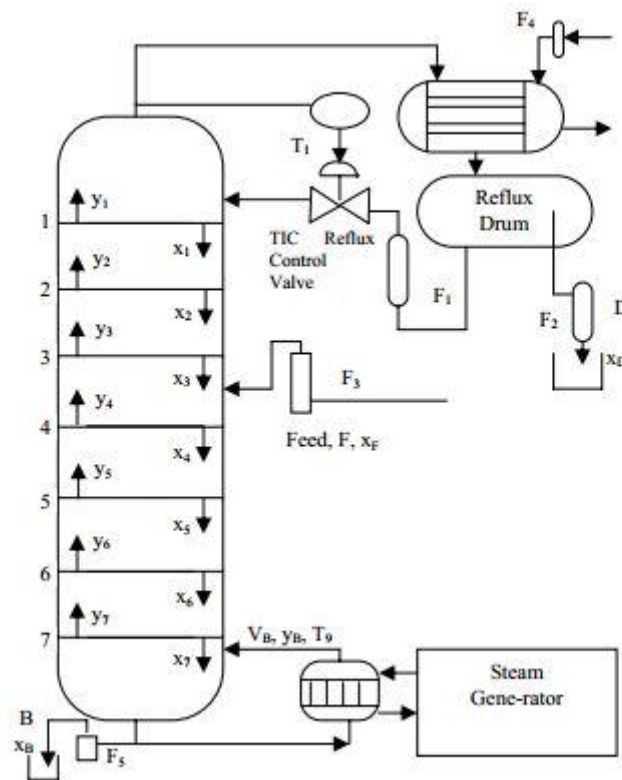 F₄
T₁
y₁
1
x₁
TIC Reflux
Control
Valve
Reflux
Drum
y₂
2
x₂
F₁
F₂
D
y₃
3
x₃
F₃
x_D
y₄
4
x₄
Feed, F, x_F
y₅
5
x₅
y₆
6
x₆
y₇
7
x₇
V_B, y_B, T₉
Steam
Gene-rator
B
x_B
F₅